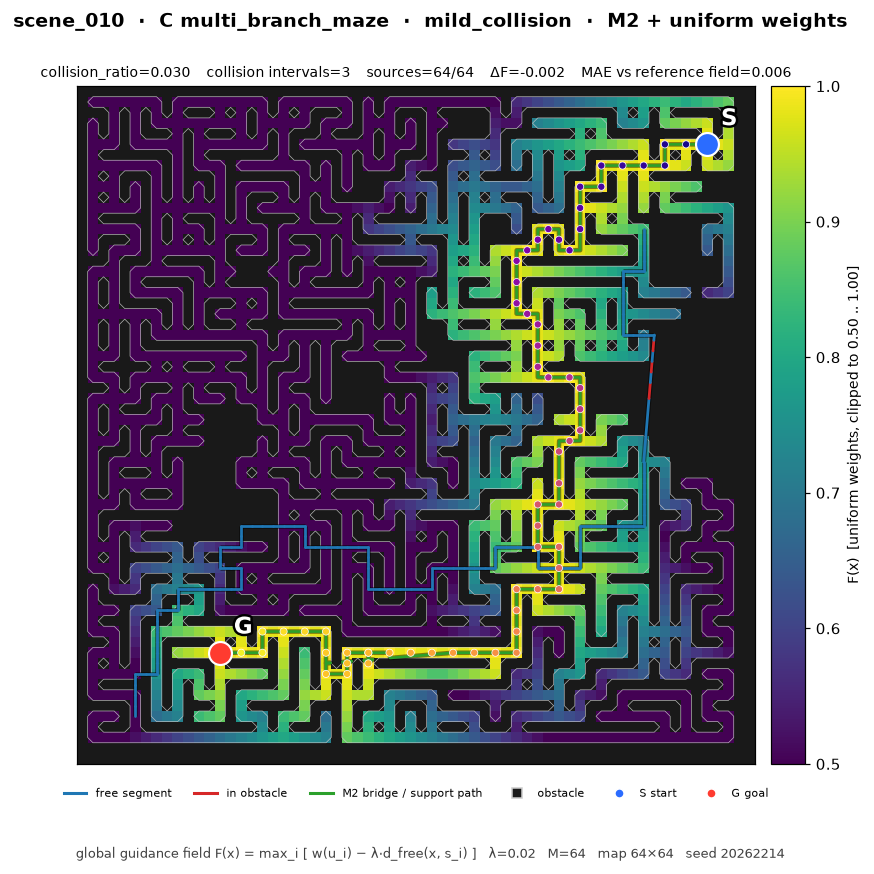 scene_010 · C multi_branch_maze · mild_collision · M2 + uniform weights
collision_ratio=0.030 collision intervals=3 sources=64/64 ΔF=-0.002 MAE vs reference field=0.006
S
G
1.0
0.9
0.8
0.7
0.6
0.5
F(x) [uniform weights, clipped to 0.50 .. 1.00]
free segment
in obstacle
M2 bridge / support path
obstacle
S start
G goal
global guidance field F(x) = max_i [ w(u_i) − λ·d_free(x, s_i) ] λ=0.02 M=64 map 64×64 seed 20262214